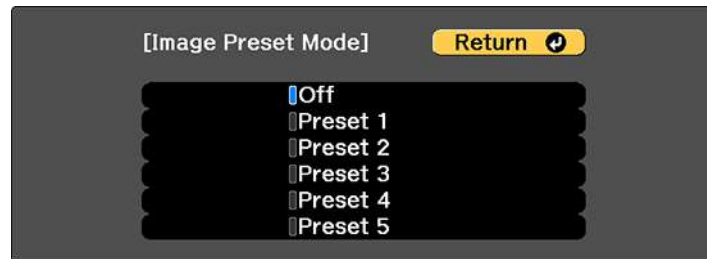 [Image Preset Mode] Return
Off
Preset 1
Preset 2
Preset 3
Preset 4
Preset 5